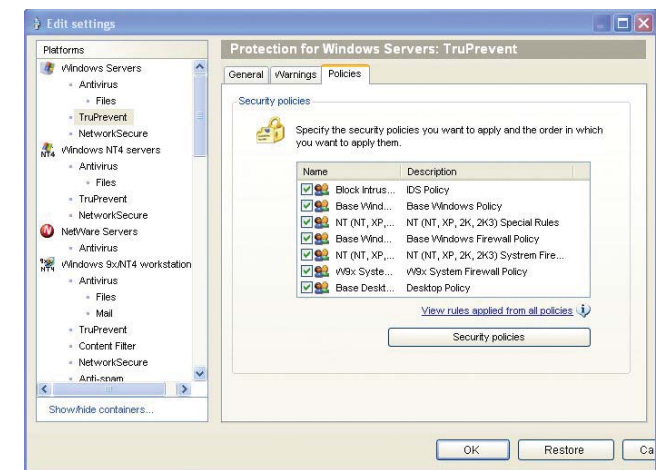 Edit settings
Platforms
Windows Servers
Antivirus
Files
TruPrevent
NetworkSecure
NT4 Windows NT4 servers
Antivirus
Files
TruPrevent
NetworkSecure
NetWare Servers
Antivirus
Windows 9x/NT4 workstation
Antivirus
Files
Mail
TruPrevent
Content Filter
NetworkSecure
Anti-spam
Show/hide containers...
Protection for Windows Servers: TruPrevent
General Warnings Policies
Security policies
Specify the security policies you want to apply and the order in which
you want to apply them.
Name Description
Block Intrus... IDS Policy
Base Wind... Base Windows Policy
NT (NT, XP,... NT (NT, XP, 2K, 2K3) Special Rules
Base Wind... Base Windows Firewall Policy
NT (NT, XP,... NT (NT, XP, 2K, 2K3) Systrem Fire...
W9x Syste... W9x System Firewall Policy
Base Deskt... Desktop Policy
View rules applied from all policies
Security policies
OK Restore Ca